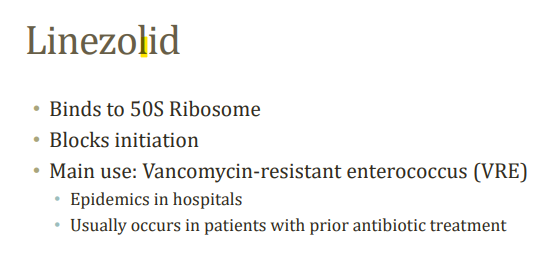 Linezolid
• Binds to 50S Ribosome
• Blocks initiation
• Main use: Vancomycin-resistant enterococcus (VRE)
• Epidemics in hospitals
• Usually occurs in patients with prior antibiotic treatment